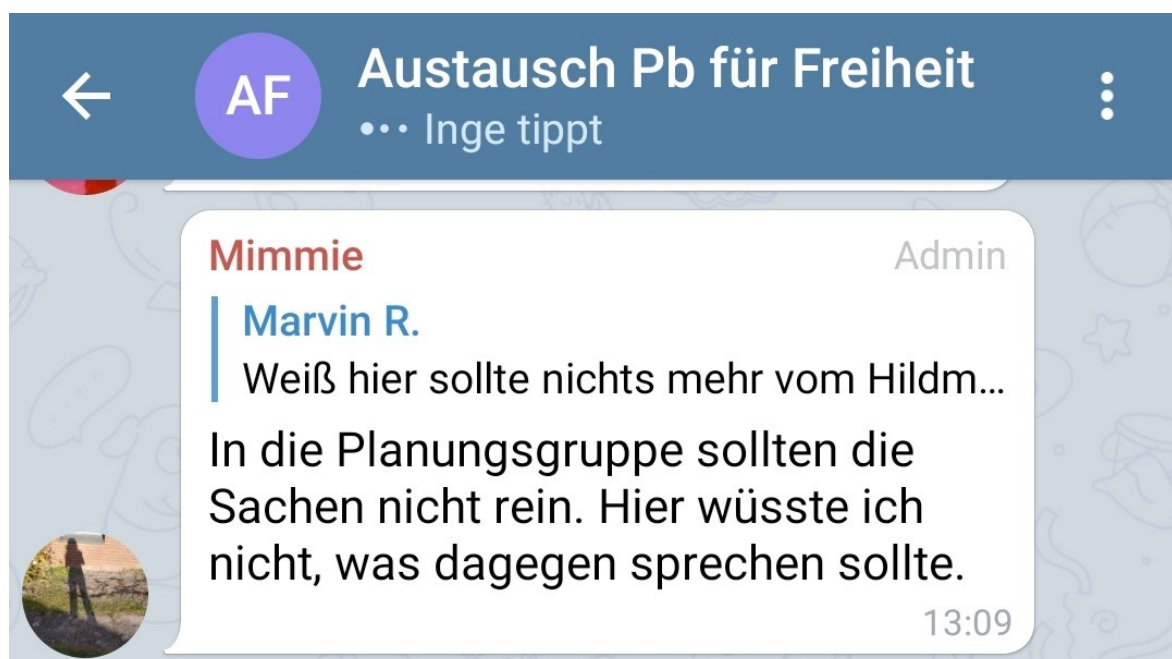 AF
Austausch Pb für Freiheit
Inge tippt
Mimmie
Admin
Marvin R.
Weiß hier sollte nichts mehr vom Hildm...
In die Planungsgruppe sollten die
Sachen nicht rein. Hier wüsste ich
nicht, was dagegen sprechen sollte.
13:09